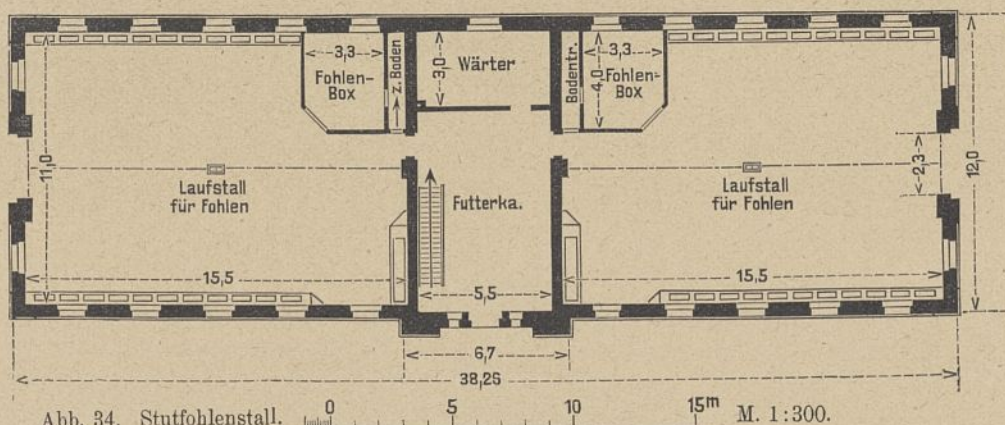 3,3
Fohlen-
Box
z. Boden
3,0
Wärter
Bodentr.
4,0
3,3
Fohlen-
Box
11,0
Laufstall
für Fohlen
Futterka.
Laufstall
für Fohlen
2,3
12,0
15,5
5,5
15,5
6,7
38,25
Abb. 34. Stutfohlenstall.
0 5 10 15m
M. 1:300.